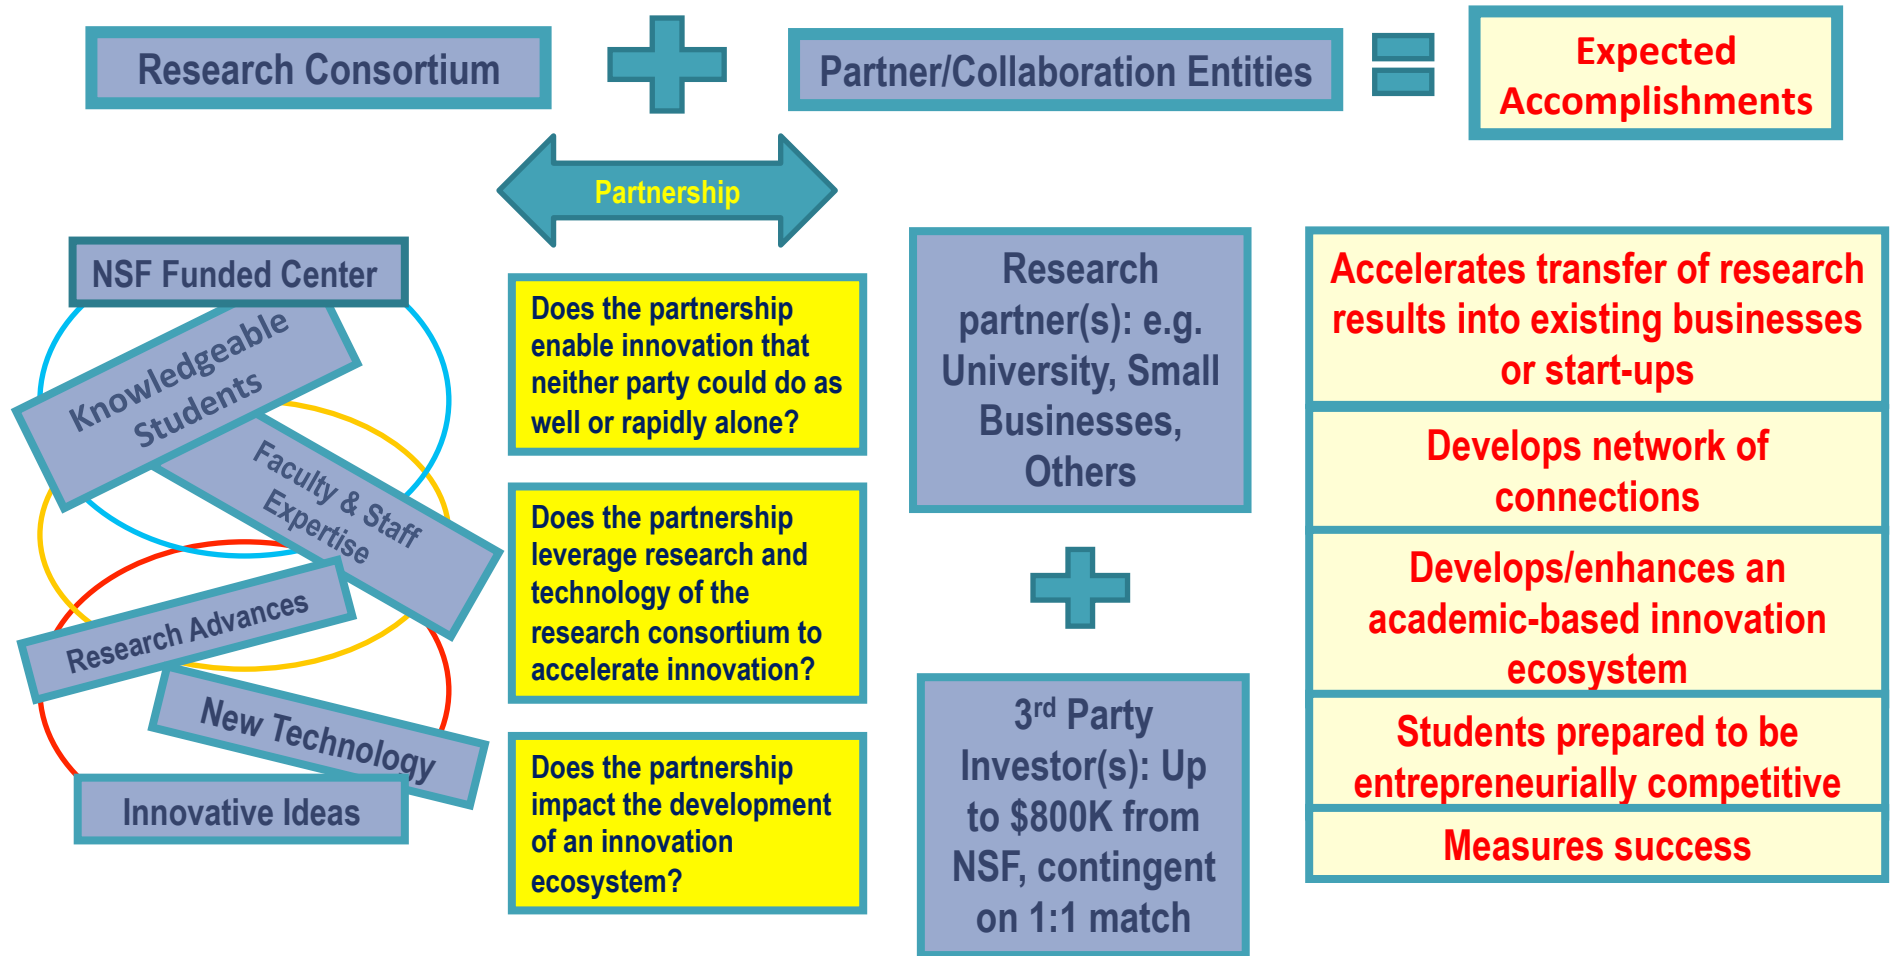 Research Consortium
Partner/Collaboration Entities
Expected
Accomplishments
Partnership
NSF Funded Center
Knowledgeable
Students
Faculty & Staff
Expertise
Research Advances
New Technology
Innovative Ideas
Does the partnership
enable innovation that
neither party could do as
well or rapidly alone?
Does the partnership
leverage research and
technology of the
research consortium to
accelerate innovation?
Does the partnership
impact the development
of an innovation
ecosystem?
Research
partner(s): e.g.
University, Small
Businesses,
Others
3rd Party
Investor(s): Up
to $800K from
NSF, contingent
on 1:1 match
Accelerates transfer of research
results into existing businesses
or start-ups
Develops network of
connections
Develops/enhances an
academic-based innovation
ecosystem
Students prepared to be
entrepreneurially competitive
Measures success